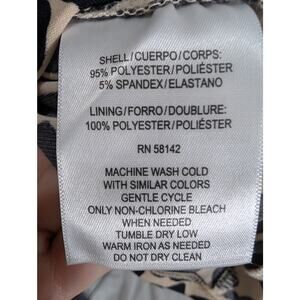 SHELL/CUERPO/CORPS:
95% POLYESTER/POLIÉSTER
5% SPANDEX/ELASTANO
LINING/FORRO/DOUBLURE:
100% POLYESTER/POLIÉSTER
RN 58142
MACHINE WASH COLD
WITH SIMILAR COLORS
GENTLE CYCLE
ONLY NON-CHLORINE BLEACH
WHEN NEEDED
TUMBLE DRY LOW
WARM IRON AS NEEDED
DO NOT DRY CLEAN